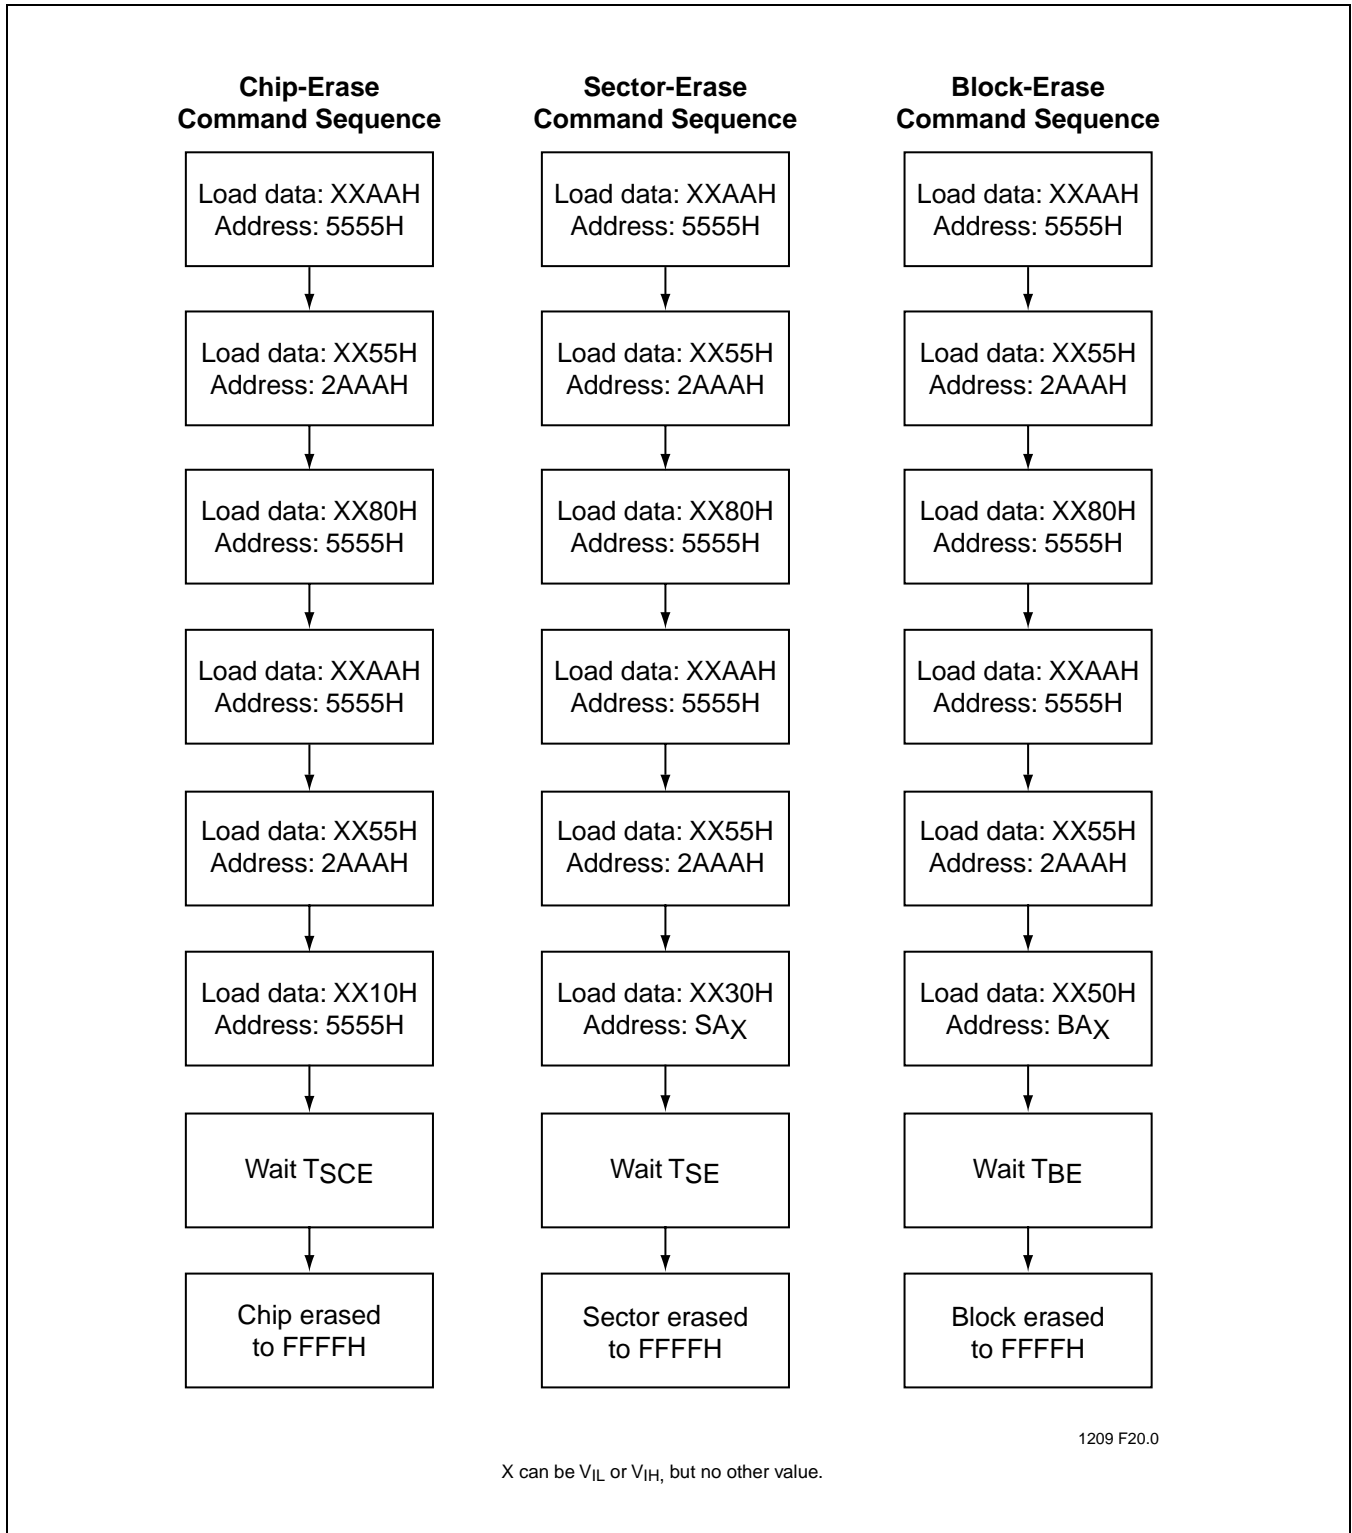 Chip-Erase
Command Sequence
Load data: XXAAH
Address: 5555H
Load data: XX55H
Address: 2AAAH
Load data: XX80H
Address: 5555H
Load data: XXAAH
Address: 5555H
Load data: XX55H
Address: 2AAAH
Load data: XX10H
Address: 5555H
Wait TSCE
Chip erased
to FFFFH
Sector-Erase
Command Sequence
Load data: XXAAH
Address: 5555H
Load data: XX55H
Address: 2AAAH
Load data: XX80H
Address: 5555H
Load data: XXAAH
Address: 5555H
Load data: XX55H
Address: 2AAAH
Load data: XX30H
Address: SAX
Wait TSE
Sector erased
to FFFFH
Block-Erase
Command Sequence
Load data: XXAAH
Address: 5555H
Load data: XX55H
Address: 2AAAH
Load data: XX80H
Address: 5555H
Load data: XXAAH
Address: 5555H
Load data: XX55H
Address: 2AAAH
Load data: XX50H
Address: BAX
Wait TBE
Block erased
to FFFFH
1209 F20.0
X can be VIL or VIH, but no other value.